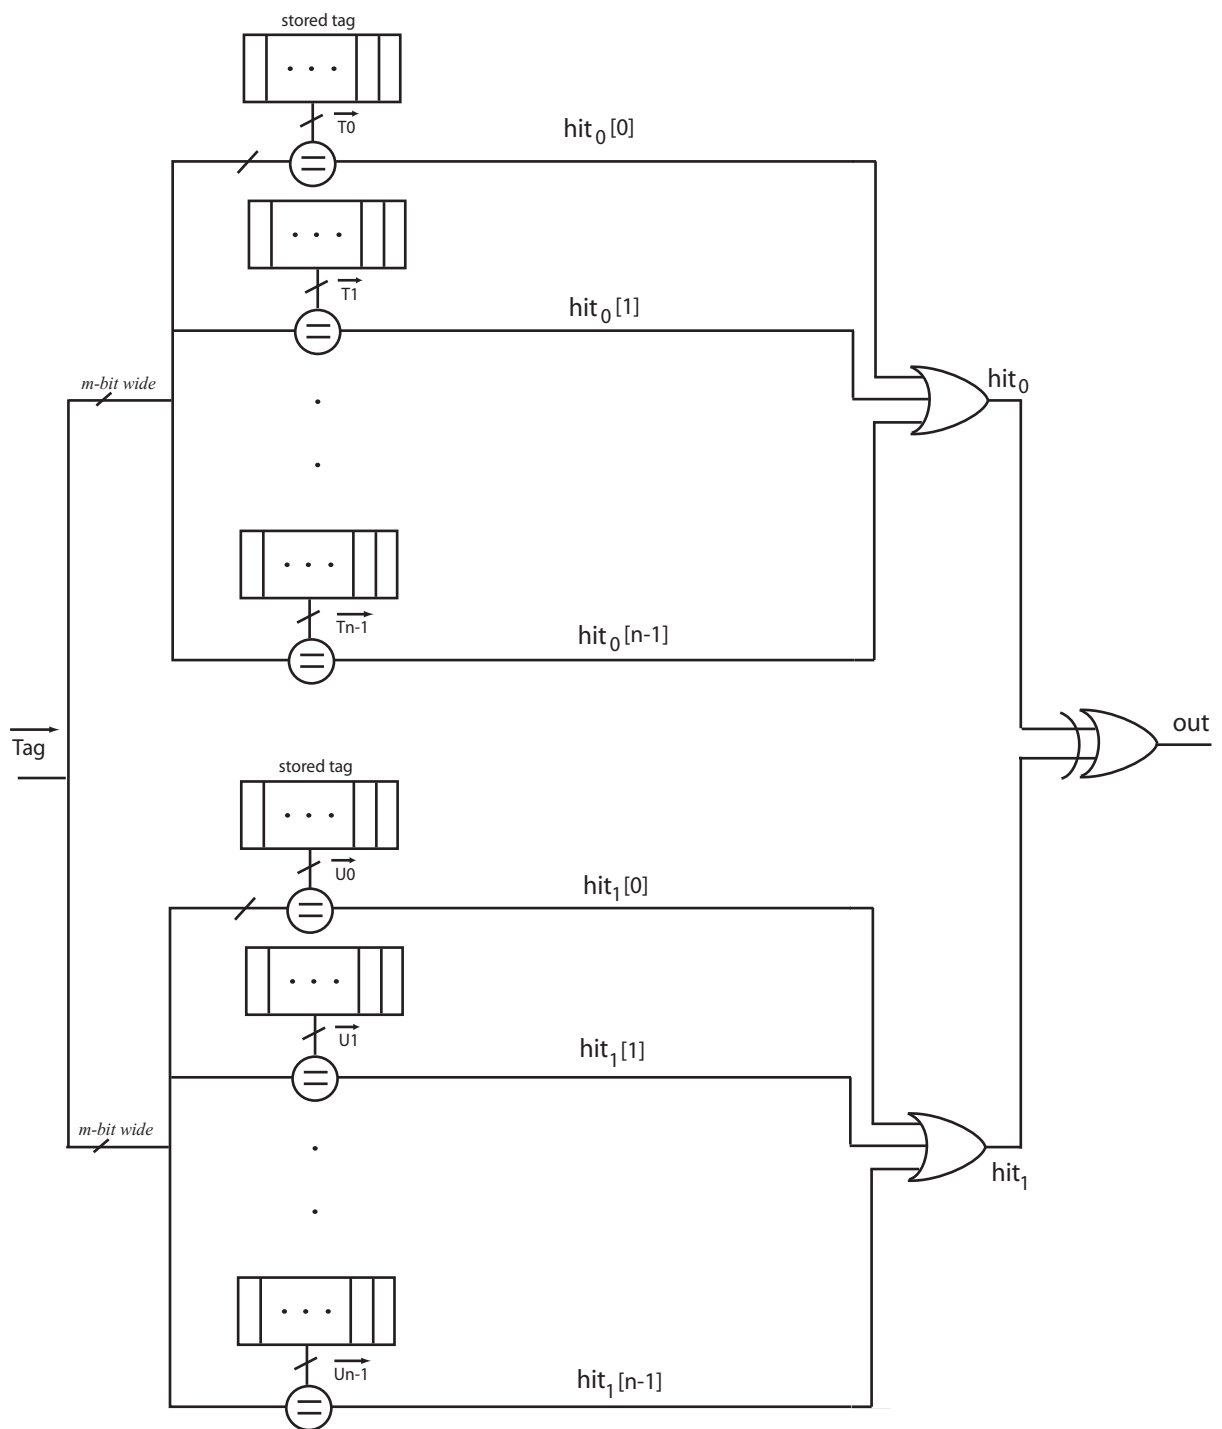 stored tag
T0
hit0[0]
T1
hit0[1]
m-bit wide
hit0
Tn-1
hit0[n-1]
Tag
out
stored tag
U0
hit1[0]
U1
hit1[1]
m-bit wide
hit1
Un-1
hit1[n-1]